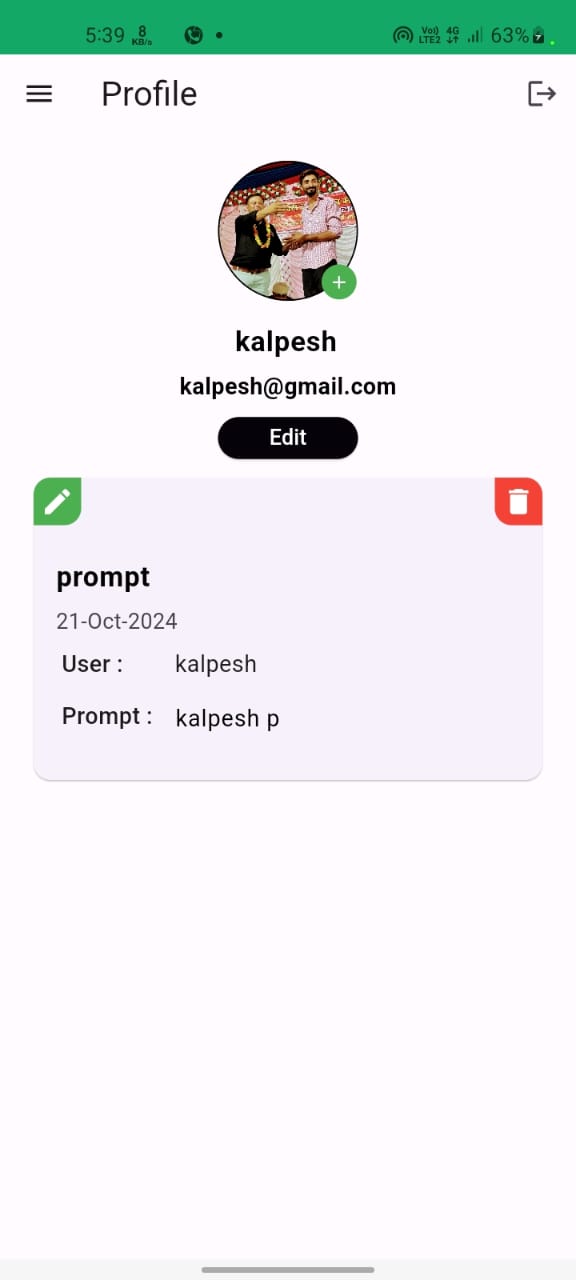 5:39 8 KB/s Vo) LTE2 4G 63%
Profile
kalpesh
kalpesh@gmail.com
Edit
prompt
21-Oct-2024
User : kalpesh
Prompt : kalpesh p